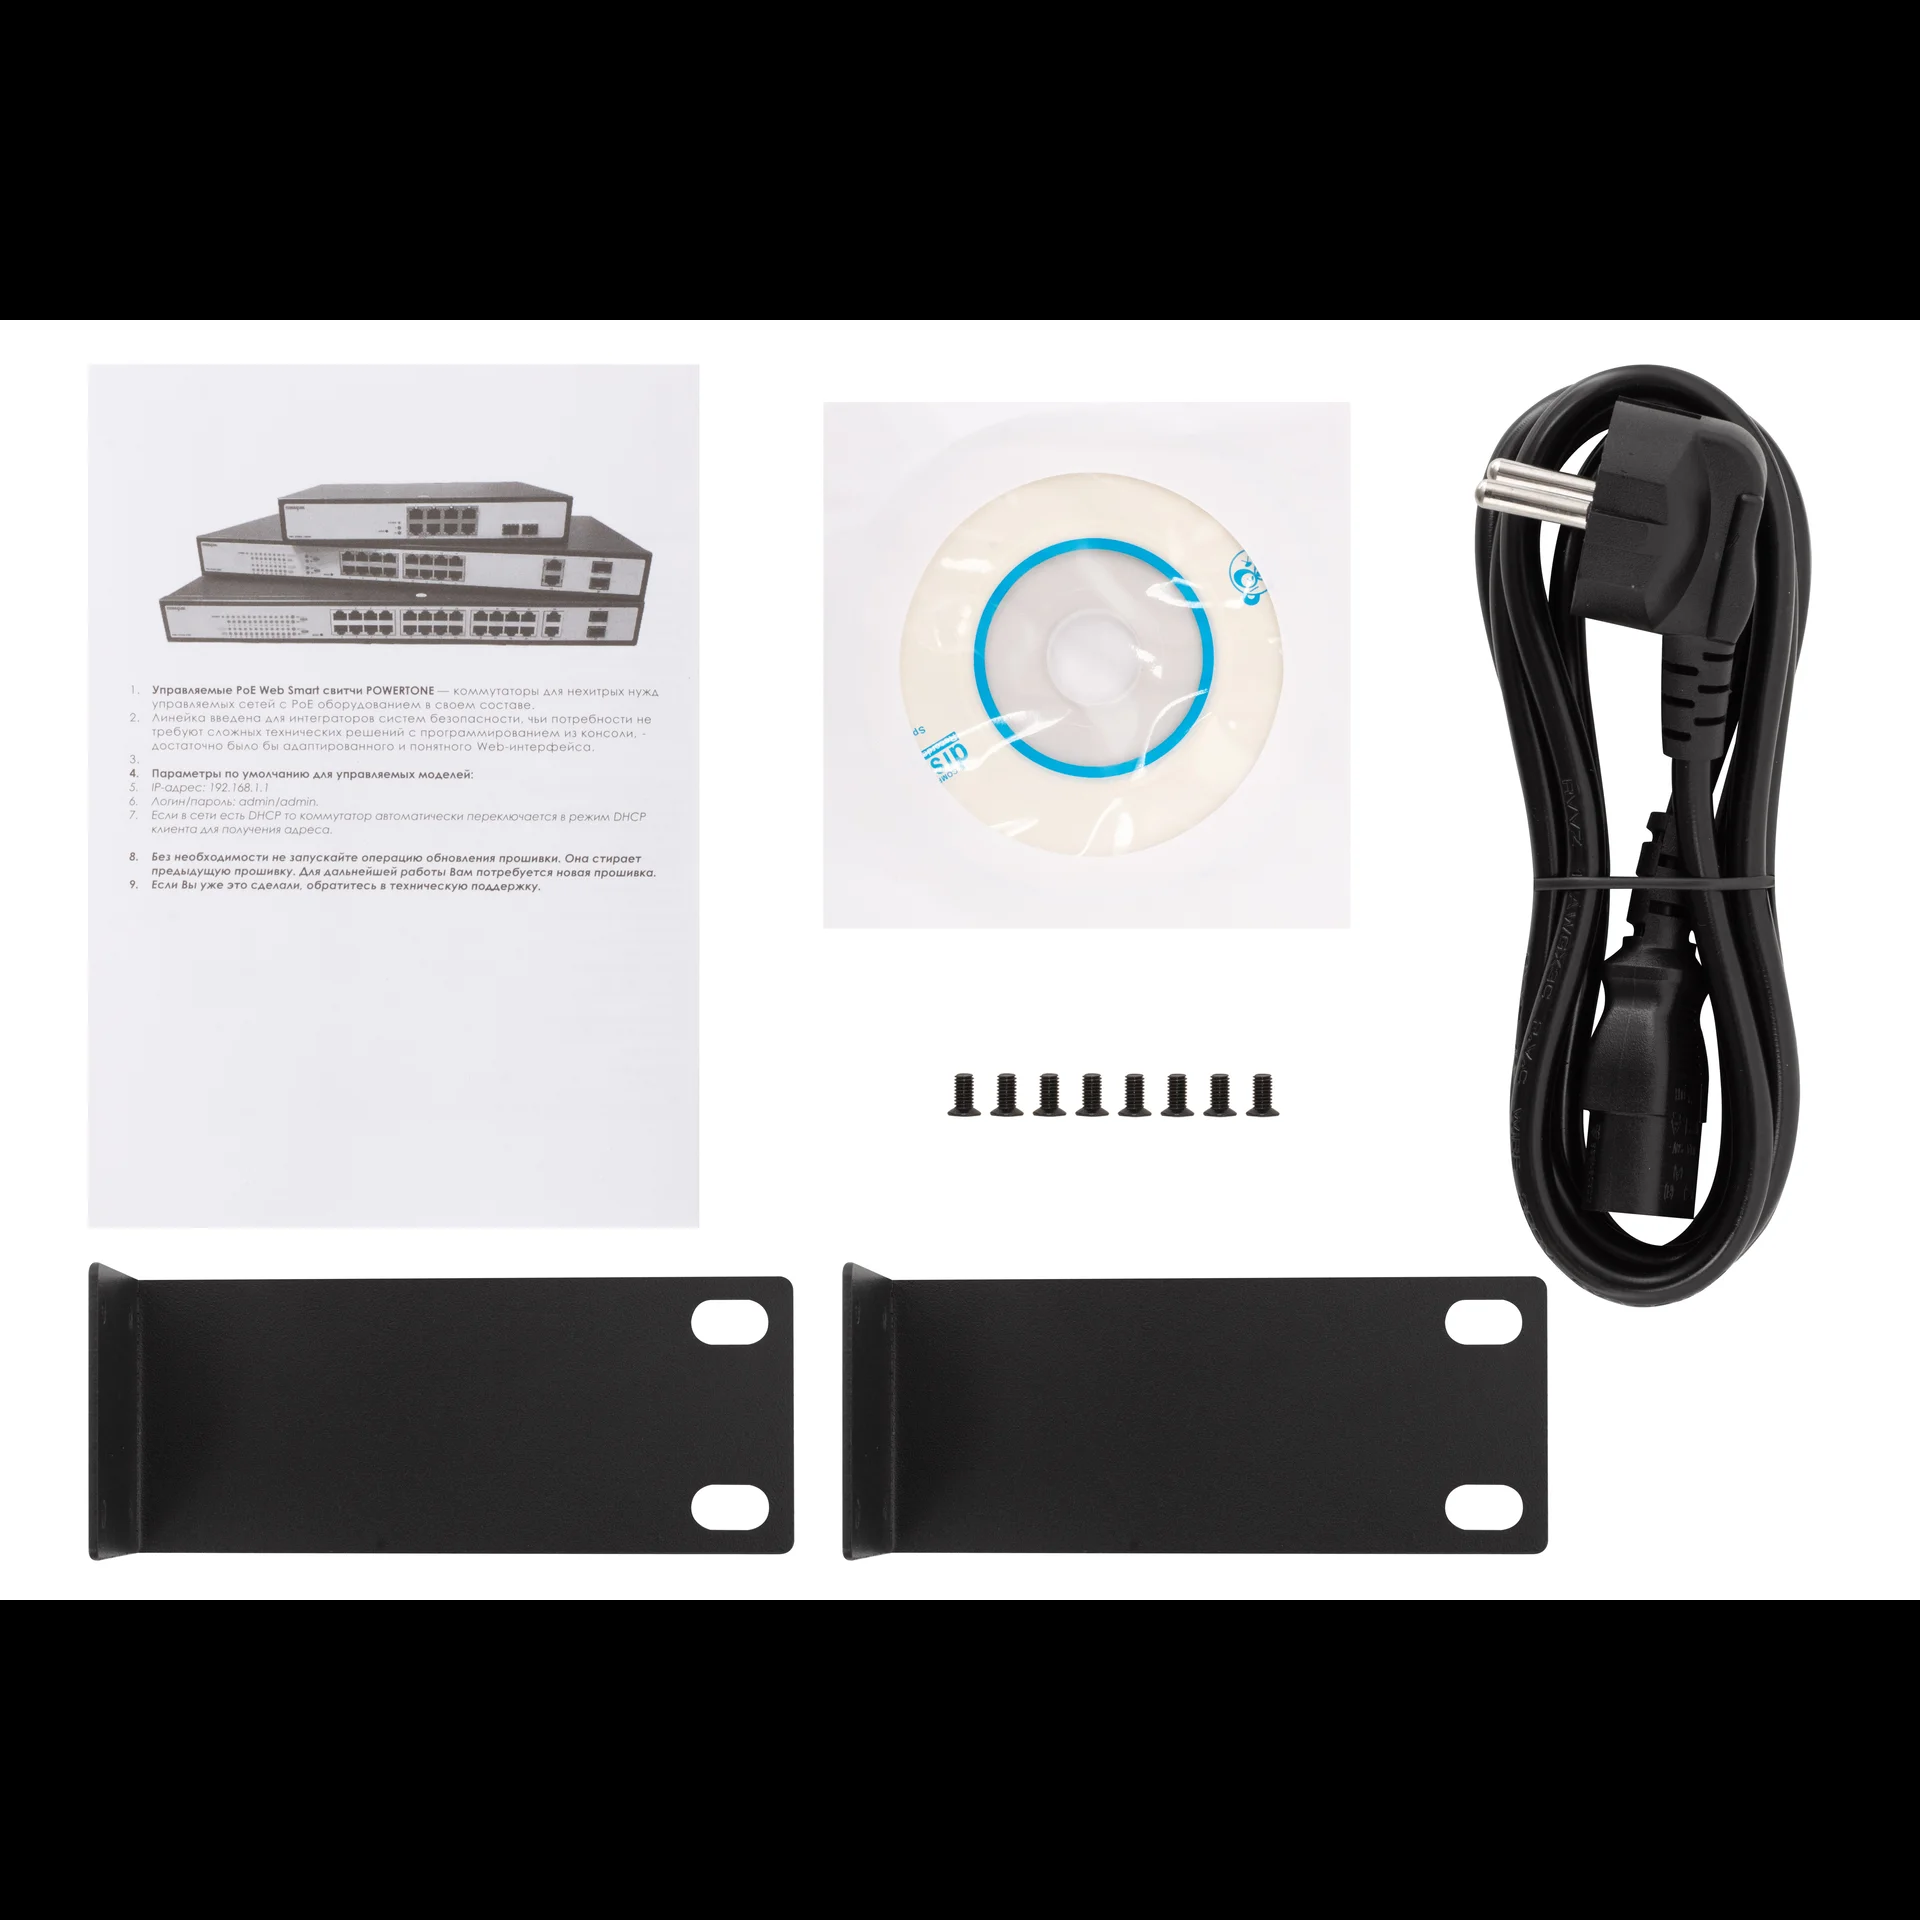 1. Управляемые PoE Web Smart свитчи POWERTONE — коммутаторы для нехитрых нужд
управляемых сетей с PoE оборудованием в своем составе.
2. Линейка введена для интеграторов систем безопасности, чьи потребности не
требуют сложных технических решений с программированием из консоли, -
достаточно было бы адаптированного и понятного Web-интерфейса.
3.
4. Параметры по умолчанию для управляемых моделей:
5. IP-адрес: 192.168.1.1
6. Логин/пароль: admin/admin.
7. Если в сети есть DHCP то коммутатор автоматически переключается в режим DHCP
клиента для получения адреса.
8. Без необходимости не запускайте операцию обновления прошивки. Она стирает
предыдущую прошивку. Для дальнейшей работы Вам потребуется новая прошивка.
9. Если Вы уже это сделали, обратитесь в техническую поддержку.